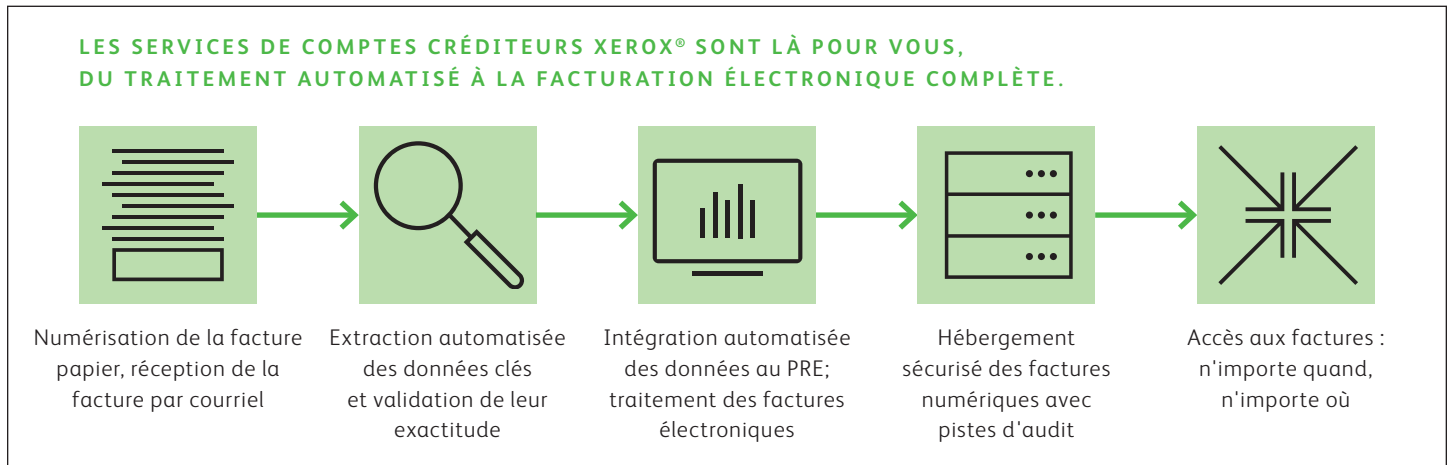 LES SERVICES DE COMPTES CRÉDITEURS XEROX® SONT LÀ POUR VOUS,
DU TRAITEMENT AUTOMATISÉ À LA FACTURATION ÉLECTRONIQUE COMPLÈTE.
Numérisation de la facture
papier, réception de la
facture par courriel
Extraction automatisée
des données clés
et validation de leur
exactitude
Intégration automatisée
des données au PRE;
traitement des factures
électroniques
Hébergement
sécurisé des factures
numériques avec
pistes d'audit
Accès aux factures :
n'importe quand,
n'importe où